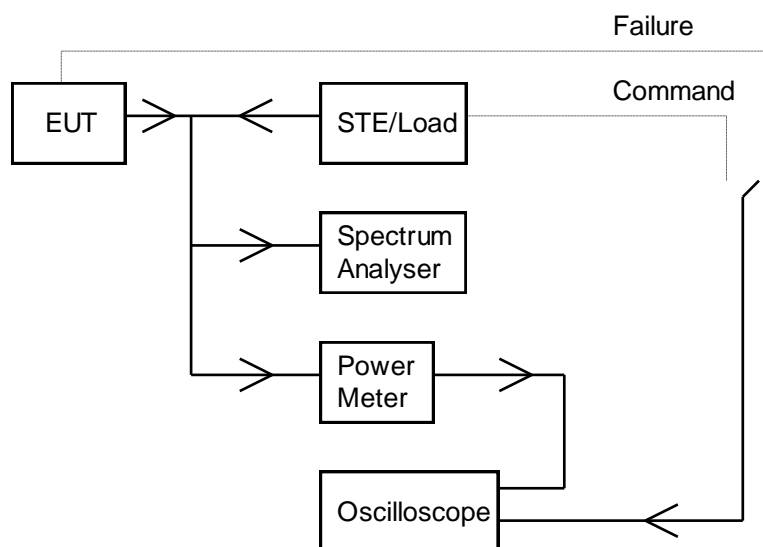 Failure
EUT
STE/Load
Command
Spectrum
Analyser
Power
Meter
Oscilloscope